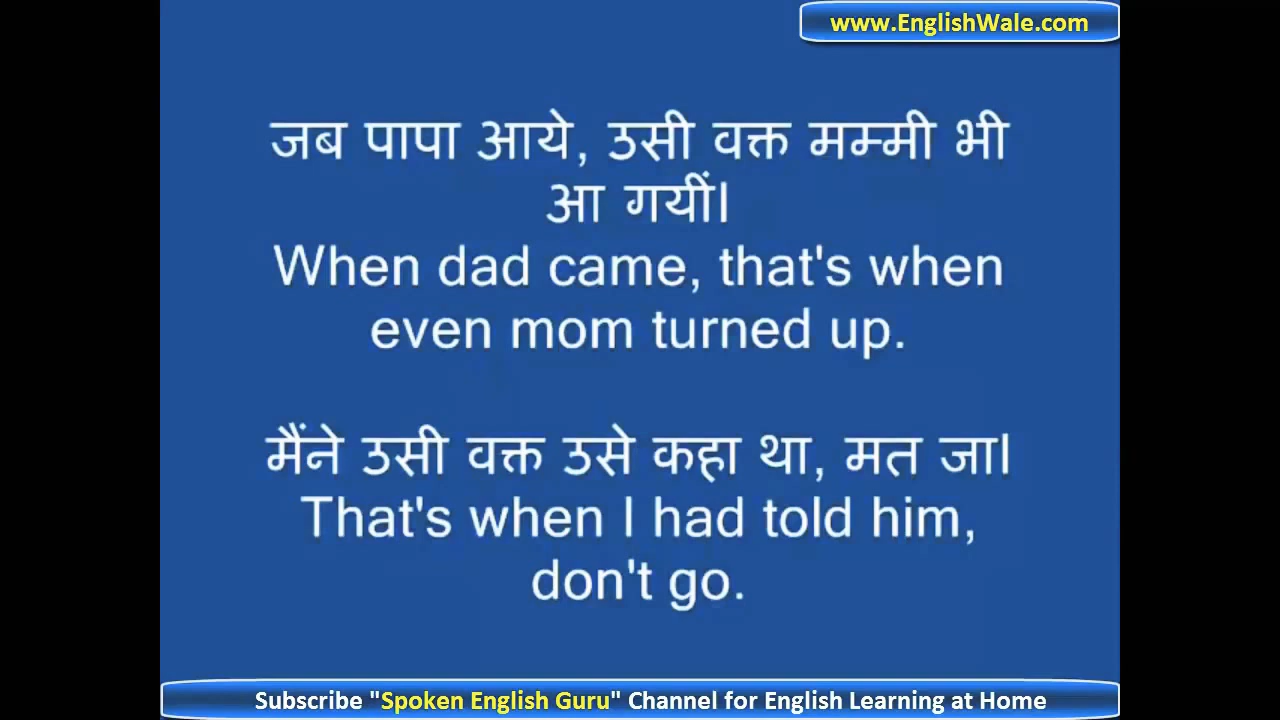 www.EnglishWale.com
जब पापा आये, उसी वक्त मम्मी भी
आ गयीं।
When dad came, that's when
even mom turned up.
मैंने उसी वक्त उसे कहा था, मत जा।
That's when I had told him,
don't go.
Subscribe "Spoken English Guru" Channel for English Learning at Home